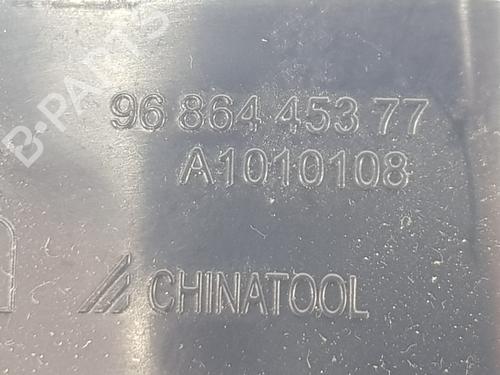 96 864 453 77
A1010108
CHINATOOL
B-PARTS